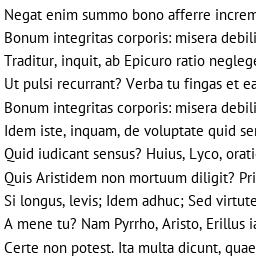 Negat enim summo bono afferre increm
Bonum integritas corporis: misera debili
Traditur, inquit, ab Epicuro ratio neglege
Ut pulsi recurrant? Verba tu fingas et ea
Bonum integritas corporis: misera debili
Idem iste, inquam, de voluptate quid se
Quid iudicant sensus? Huius, Lyco, orati
Quis Aristidem non mortuum diligit? Pri
Si longus, levis; Idem adhuc; Sed virtute
A mene tu? Nam Pyrrho, Aristo, Erillus ia
Certe non potest. Ita multa dicunt, quae